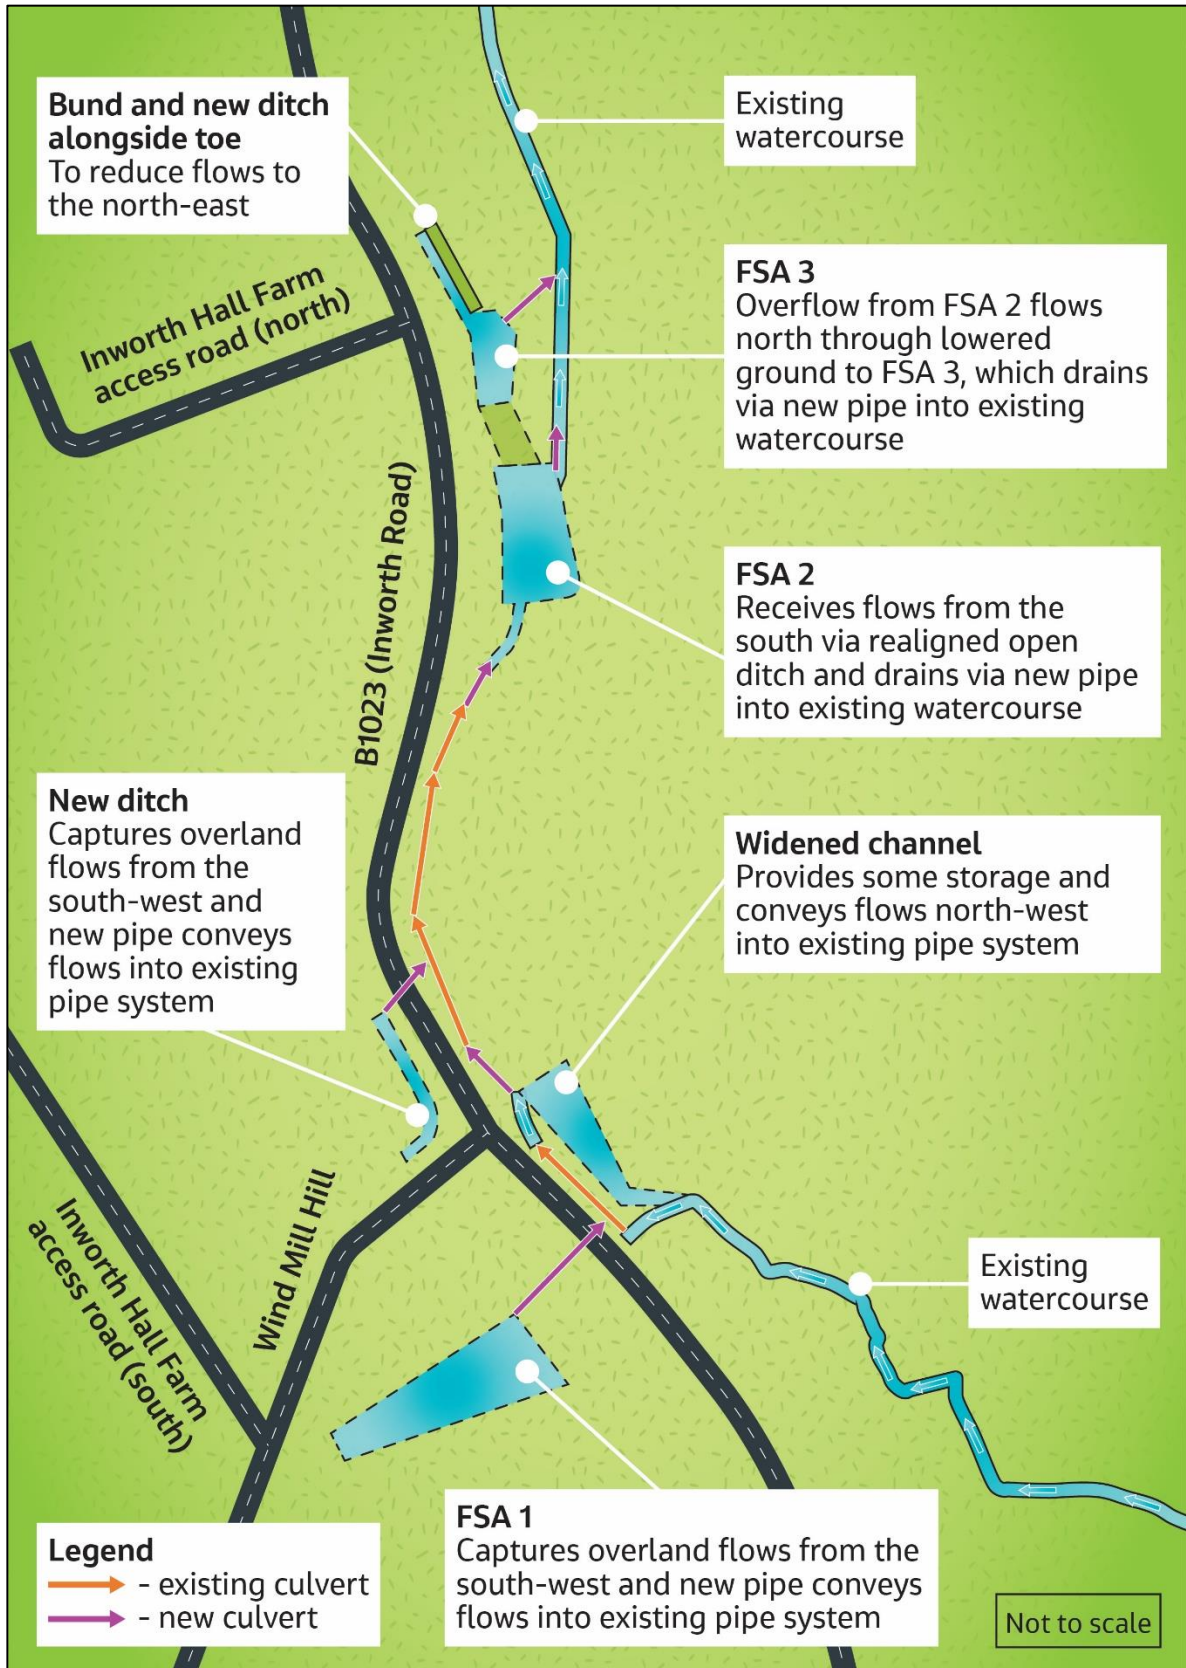 Bund and new ditch
alongside toe
To reduce flows to
the north-east
Existing
watercourse
Inworth Hall Farm
access road (north)
FSA 3
Overflow from FSA 2 flows
north through lowered
ground to FSA 3, which drains
via new pipe into existing
watercourse
B1023 (Inworth Road)
FSA 2
Receives flows from the
south via realigned open
ditch and drains via new pipe
into existing watercourse
New ditch
Captures overland
flows from the
south-west and
new pipe conveys
flows into existing
pipe system
Widened channel
Provides some storage and
conveys flows north-west
into existing pipe system
Inworth Hall Farm
access road (south)
Wind Mill Hill
Existing
watercourse
FSA 1
Captures overland flows from the
south-west and new pipe conveys
flows into existing pipe system
Legend
- existing culvert
- new culvert
Not to scale